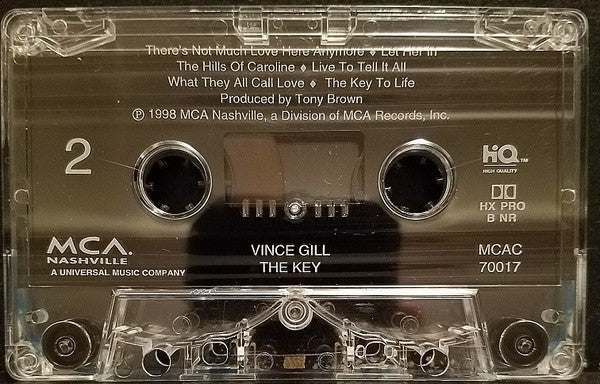 There's Not Much Love Here Anymore ♦ Let Her In
The Hills Of Caroline ♦ Live To Tell It All
What They All Call Love ♦ The Key To Life
Produced by Tony Brown
℗ 1998 MCA Nashville, a Division of MCA Records, Inc.
2
HiQ TM
HIGH QUALITY
HX PRO
B NR
MCA.
NASHVILLE
A UNIVERSAL MUSIC COMPANY
VINCE GILL
THE KEY
MCAC
70017